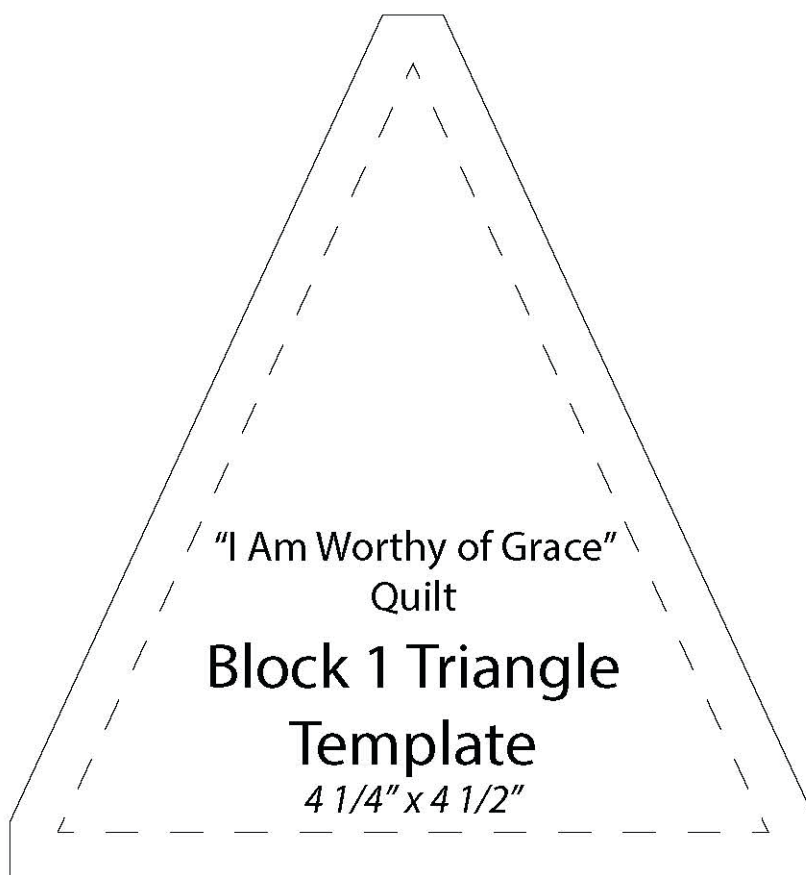 “I Am Worthy of Grace”
Quilt
Block 1 Triangle
Template
4 1/4” x 4 1/2”